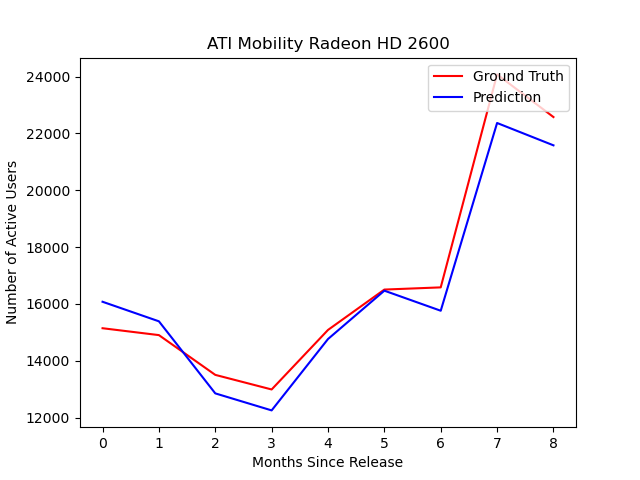 ATI Mobility Radeon HD 2600
Ground Truth
Prediction
Number of Active Users
24000
22000
20000
18000
16000
14000
12000
0 1 2 3 4 5 6 7 8
Months Since Release